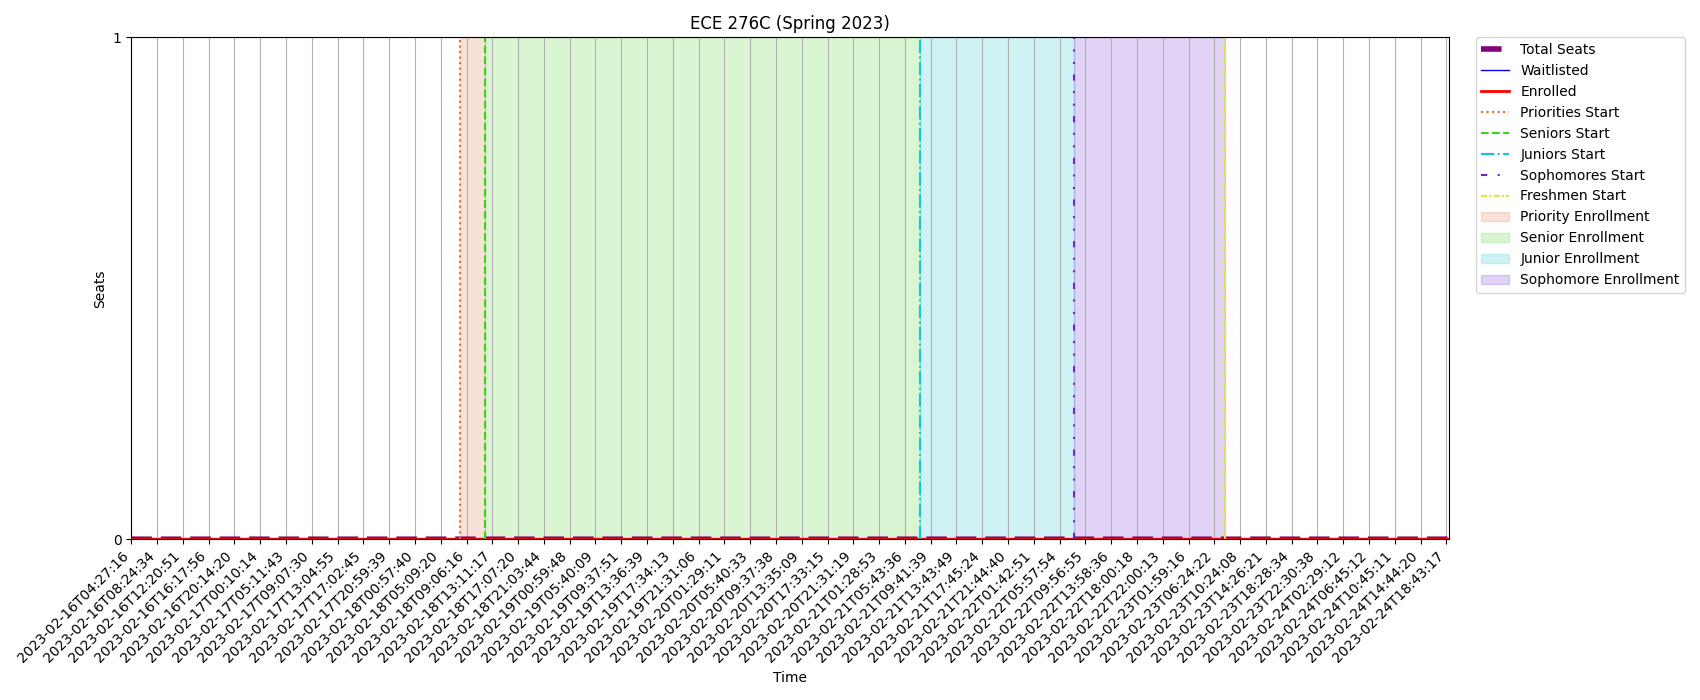 ECE 276C (Spring 2023)
1
0
Seats
2023-02-16T04:27:16
2023-02-16T08:24:34
2023-02-16T12:20:51
2023-02-16T16:17:56
2023-02-16T20:14:20
2023-02-17T00:10:14
2023-02-17T05:11:43
2023-02-17T09:07:30
2023-02-17T13:04:55
2023-02-17T17:02:45
2023-02-17T20:59:39
2023-02-18T00:57:40
2023-02-18T05:09:20
2023-02-18T09:06:16
2023-02-18T13:11:17
2023-02-18T17:07:20
2023-02-18T21:03:44
2023-02-19T00:59:48
2023-02-19T05:40:09
2023-02-19T09:37:51
2023-02-19T13:36:39
2023-02-19T17:34:13
2023-02-19T21:31:06
2023-02-20T01:29:11
2023-02-20T05:40:33
2023-02-20T09:37:38
2023-02-20T13:35:09
2023-02-20T17:33:15
2023-02-20T21:31:19
2023-02-21T01:28:53
2023-02-21T05:43:36
2023-02-21T09:41:39
2023-02-21T13:43:49
2023-02-21T17:45:24
2023-02-21T21:44:40
2023-02-22T01:42:51
2023-02-22T05:57:54
2023-02-22T09:56:55
2023-02-22T13:58:36
2023-02-22T18:00:18
2023-02-22T22:00:13
2023-02-23T01:59:16
2023-02-23T06:24:22
2023-02-23T10:24:08
2023-02-23T14:26:21
2023-02-23T18:28:34
2023-02-23T22:30:38
2023-02-24T02:29:12
2023-02-24T06:45:12
2023-02-24T10:45:11
2023-02-24T14:44:20
2023-02-24T18:43:17
Time
Total Seats
Waitlisted
Enrolled
Priorities Start
Seniors Start
Juniors Start
Sophomores Start
Freshmen Start
Priority Enrollment
Senior Enrollment
Junior Enrollment
Sophomore Enrollment